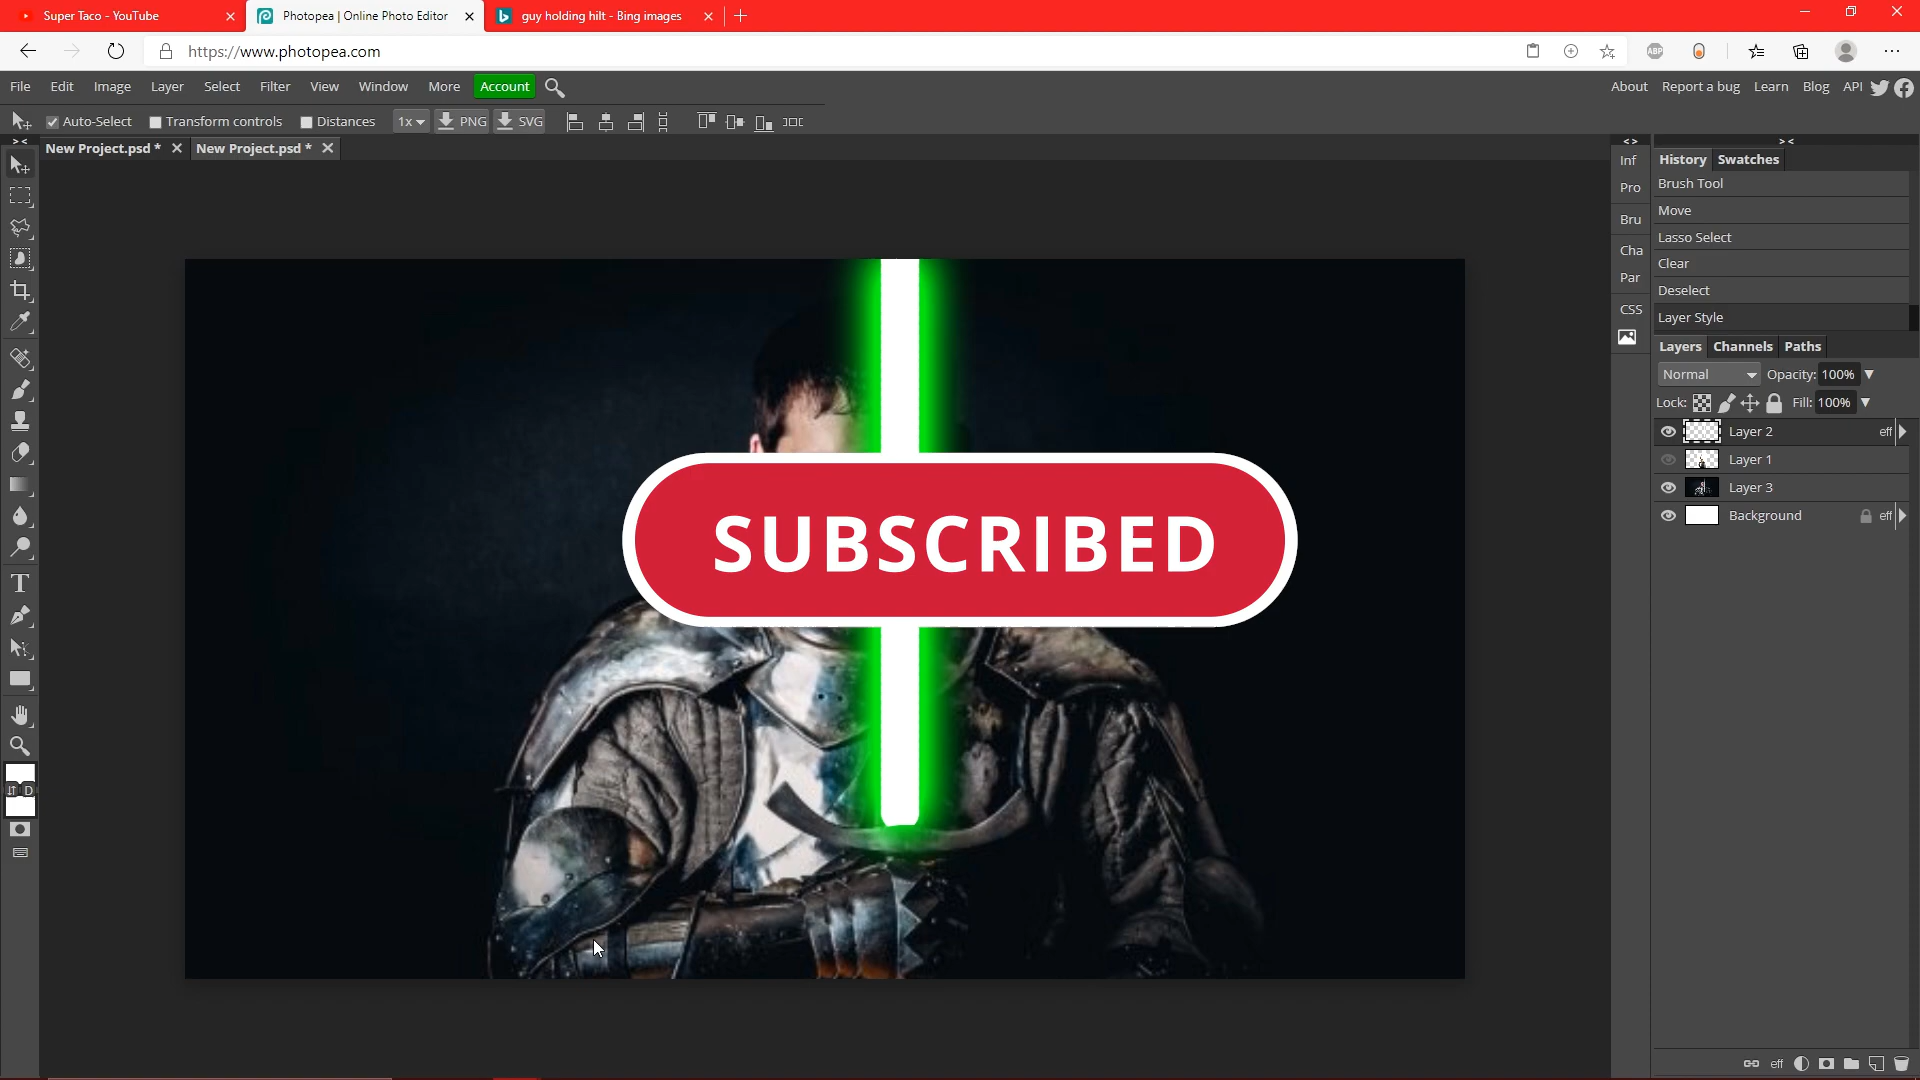 Super Taco - YouTube
Photopea | Online Photo Editor
guy holding hilt - Bing images
https://www.photopea.com
ABP
File Edit Image Layer Select Filter View Window More Account
About Report a bug Learn Blog API
Auto-Select Transform controls Distances 1x PNG SVG
New Project.psd * New Project.psd *
Inf
Pro
Bru
Cha
Par
CSS
History Swatches
Brush Tool
Move
Lasso Select
Clear
Deselect
Layer Style
Layers Channels Paths
Normal Opacity: 100%
Lock: Fill: 100%
Layer 2 eff
Layer 1
Layer 3
Background eff
SUBSCRIBED
T
D
eff